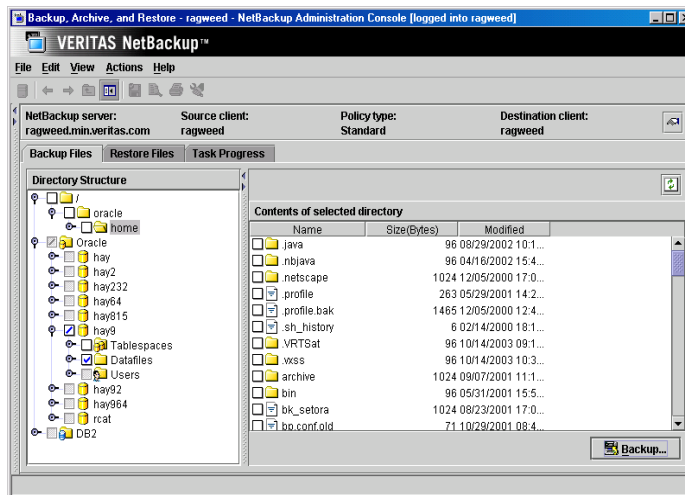 Backup, Archive, and Restore - ragweed - NetBackup Administration Console [logged into ragweed]
VERITAS NetBackup™
File Edit View Actions Help
NetBackup server: Source client: Policy type: Destination client:
ragweed.min.veritas.com ragweed Standard ragweed
Backup Files Restore Files Task Progress
Directory Structure
/
oracle
home
Oracle
hay
hay2
hay232
hay64
hay815
hay9
Tablespaces
Datafiles
Users
hay92
hay964
rcat
DB2
Contents of selected directory
Name Size(Bytes) Modified
.java 96 08/29/2002 10:1...
.nbjava 96 04/16/2002 15:4...
.netscape 1024 12/05/2000 17:0...
.profile 263 05/29/2001 14:2...
.profile.bak 1465 12/05/2000 12:4...
.sh_history 6 02/14/2000 18:1...
.VRTSat 96 10/14/2003 09:1...
.vxss 96 10/14/2003 10:3...
archive 1024 09/07/2001 11:1...
bin 96 05/31/2001 15:5...
bk_setora 1024 08/23/2001 17:0...
bp.conf.old 71 10/29/2001 08:4...
Backup...